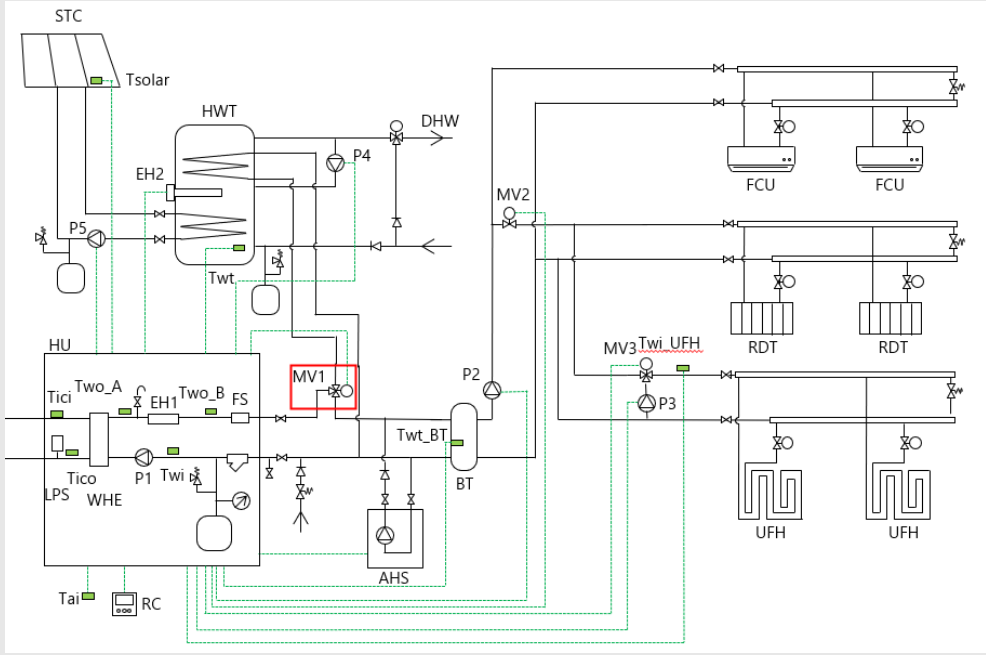 STC
Tsolar
HWT
DHW
P4
EH2
P5
Twt
FCU
FCU
MV2
RDT
RDT
HU
MV1
MV3
Twi_UFH
P2
P3
Tici
Two_A
EH1
Two_B
FS
Twt_BT
BT
LPS
Tico
WHE
P1
Twi
UFH
UFH
AHS
Tai
RC